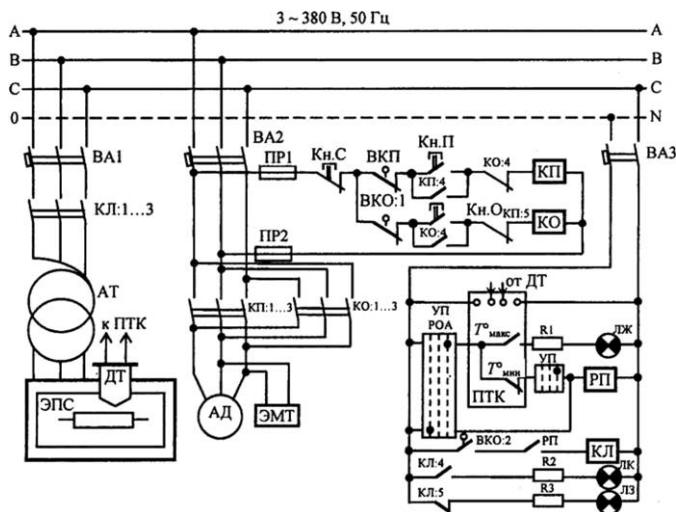 3 ~ 380 В, 50 Гц
А А
В В
С С
0 N
ВА1
ВА2
ВА3
ПР1
Кн.С
ВКП
Кн.П
КП:4
КО:4
КП
КЛ:1...3
ВКО:1
КО:4
Кн.О
КП:5
КО
ПР2
АТ
КП:1...3
КО:1...3
от ДТ
к ПТК
ДТ
ЭПС
АД
ЭМТ
УП
РОА
T°макс
R1
ЛЖ
T°мин
УП
РП
ПТК
ВКО:2
РП
КЛ
КЛ:4
R2
ЛК
КЛ:5
R3
ЛЗ